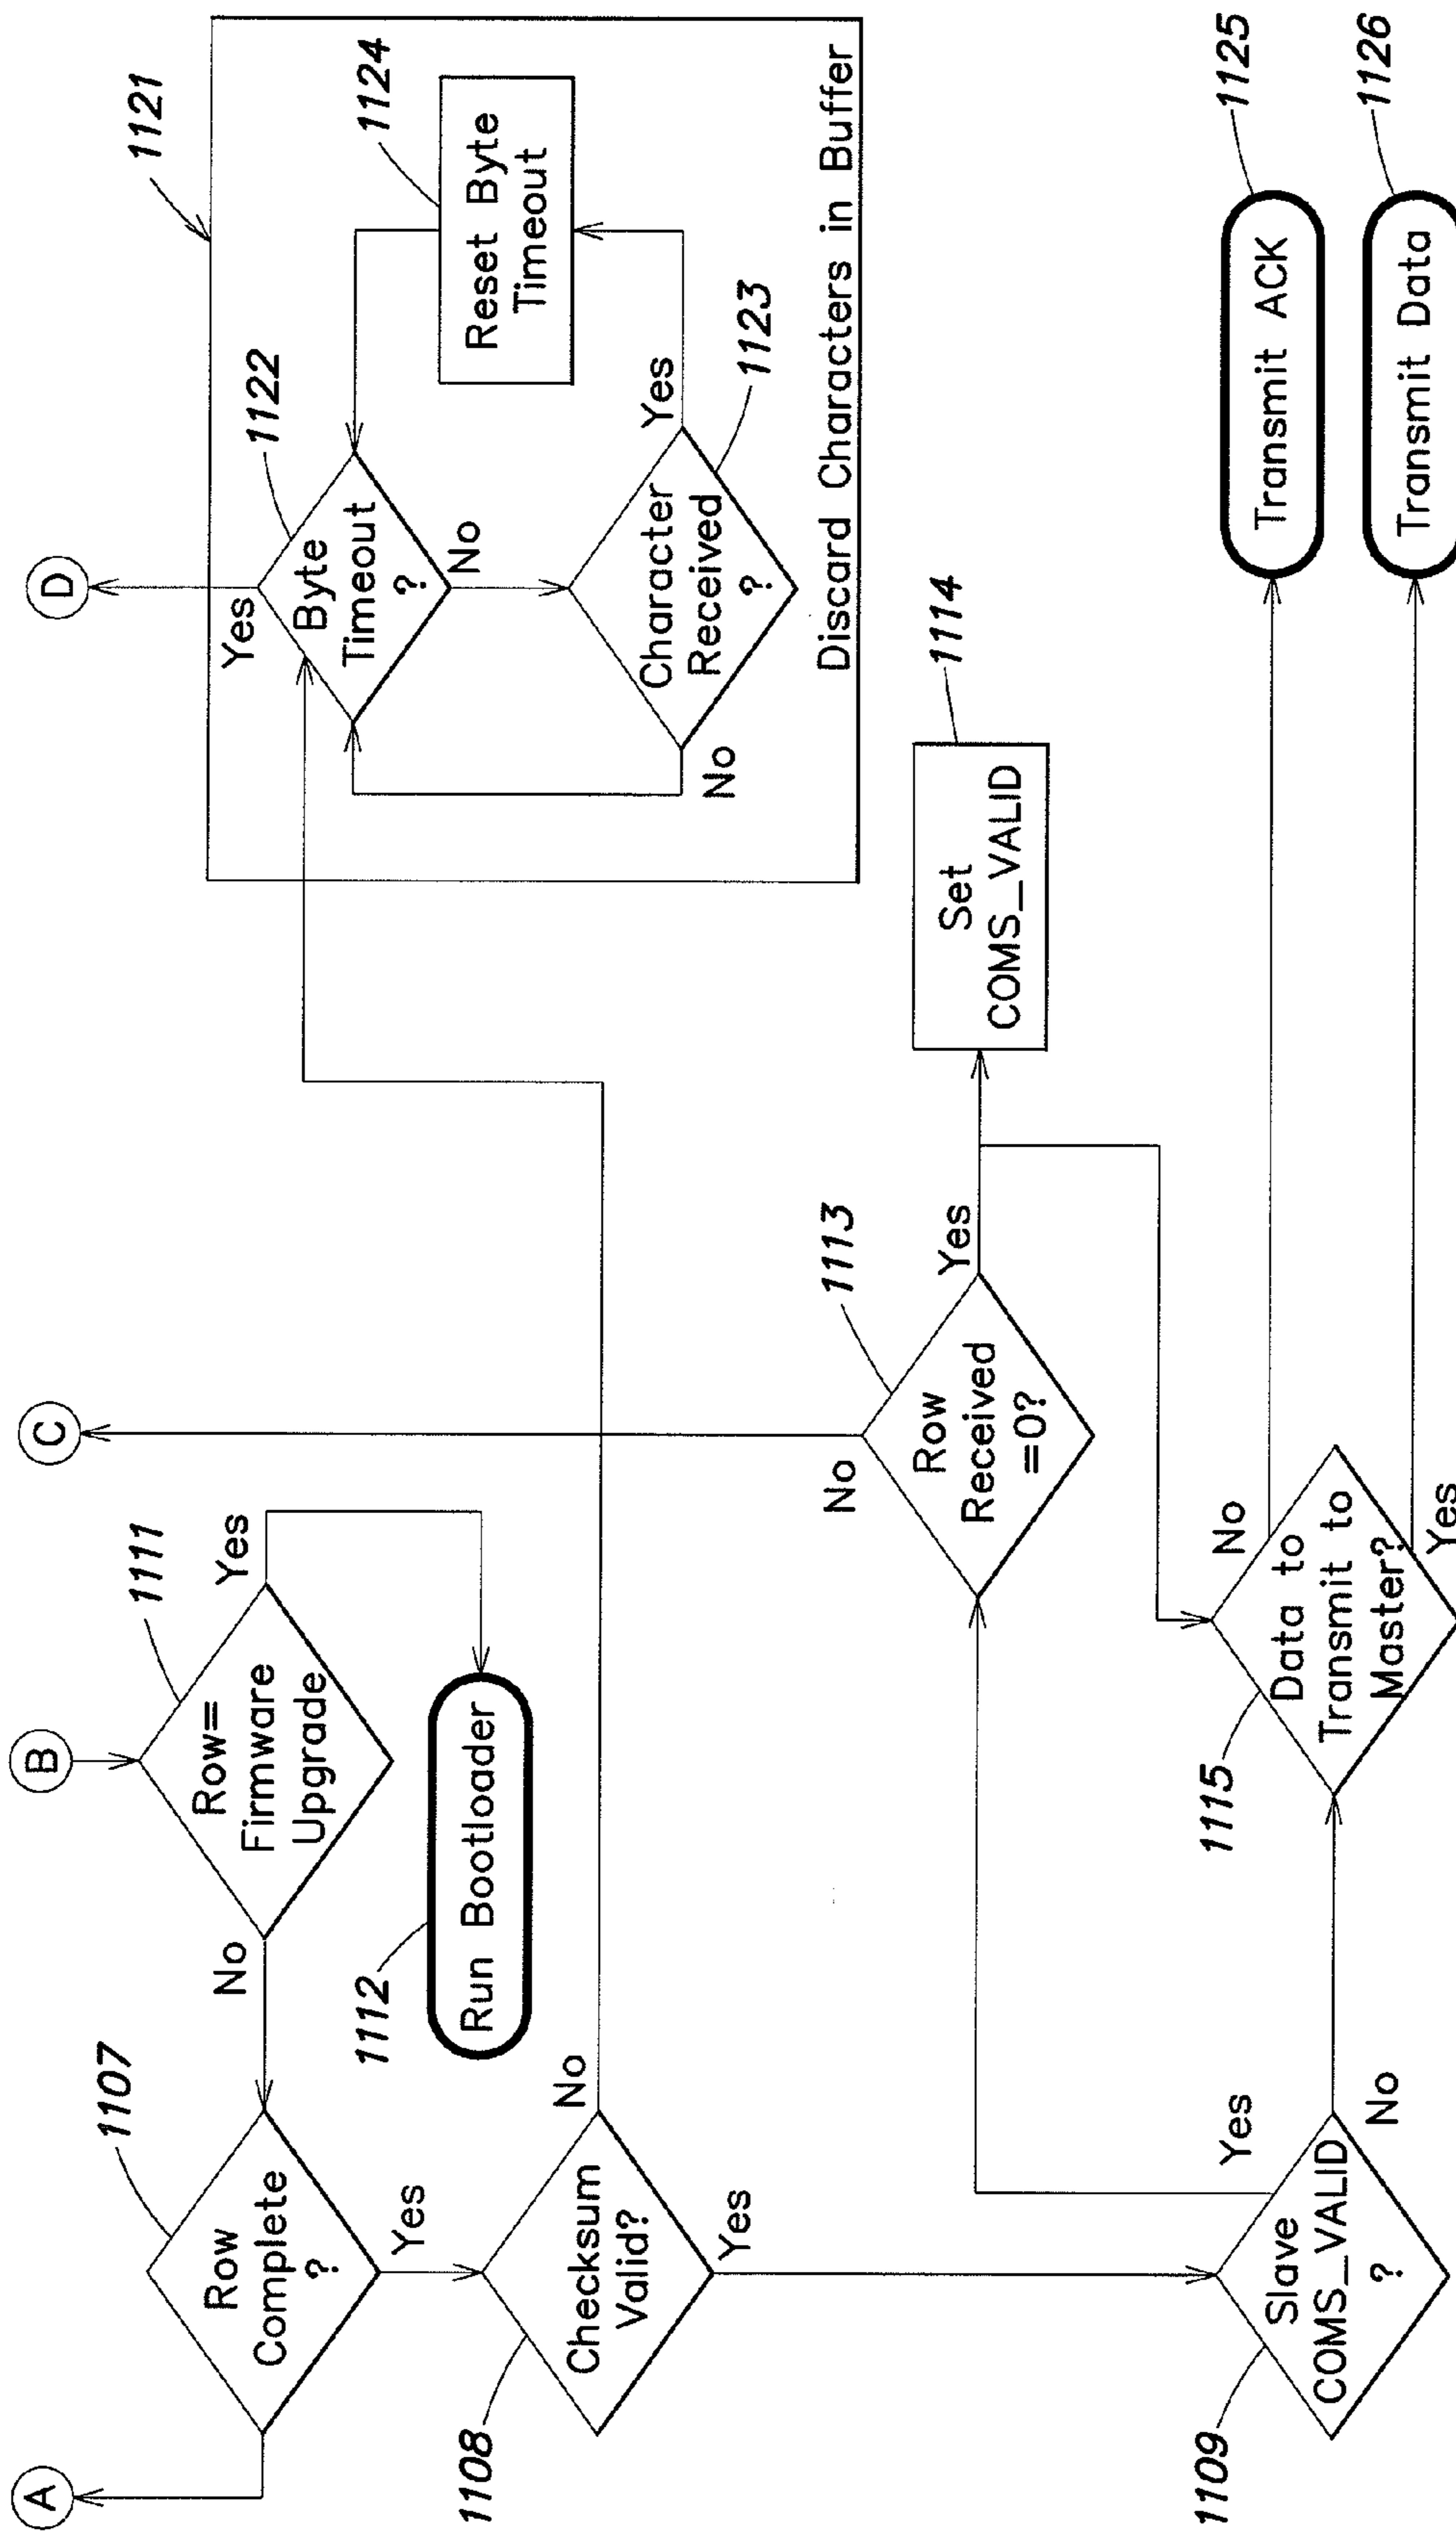 A
B
C
D
1107
Row
Complete
?
Yes
1111
Row=
Firmware
Upgrade
No
Yes
1112
Run Bootloader
1108
Checksum
Valid?
No
Yes
1121
1122
Byte
Timeout
?
Yes
No
1124
Reset Byte
Timeout
1123
Character
Received
?
Yes
No
Discard Characters in Buffer
1113
Row
Received
=0?
No
Yes
1114
Set
COMS_VALID
1109
Slave
COMS_VALID
?
Yes
No
1115
Data to
Transmit to
Master?
No
Yes
1125
Transmit ACK
1126
Transmit Data